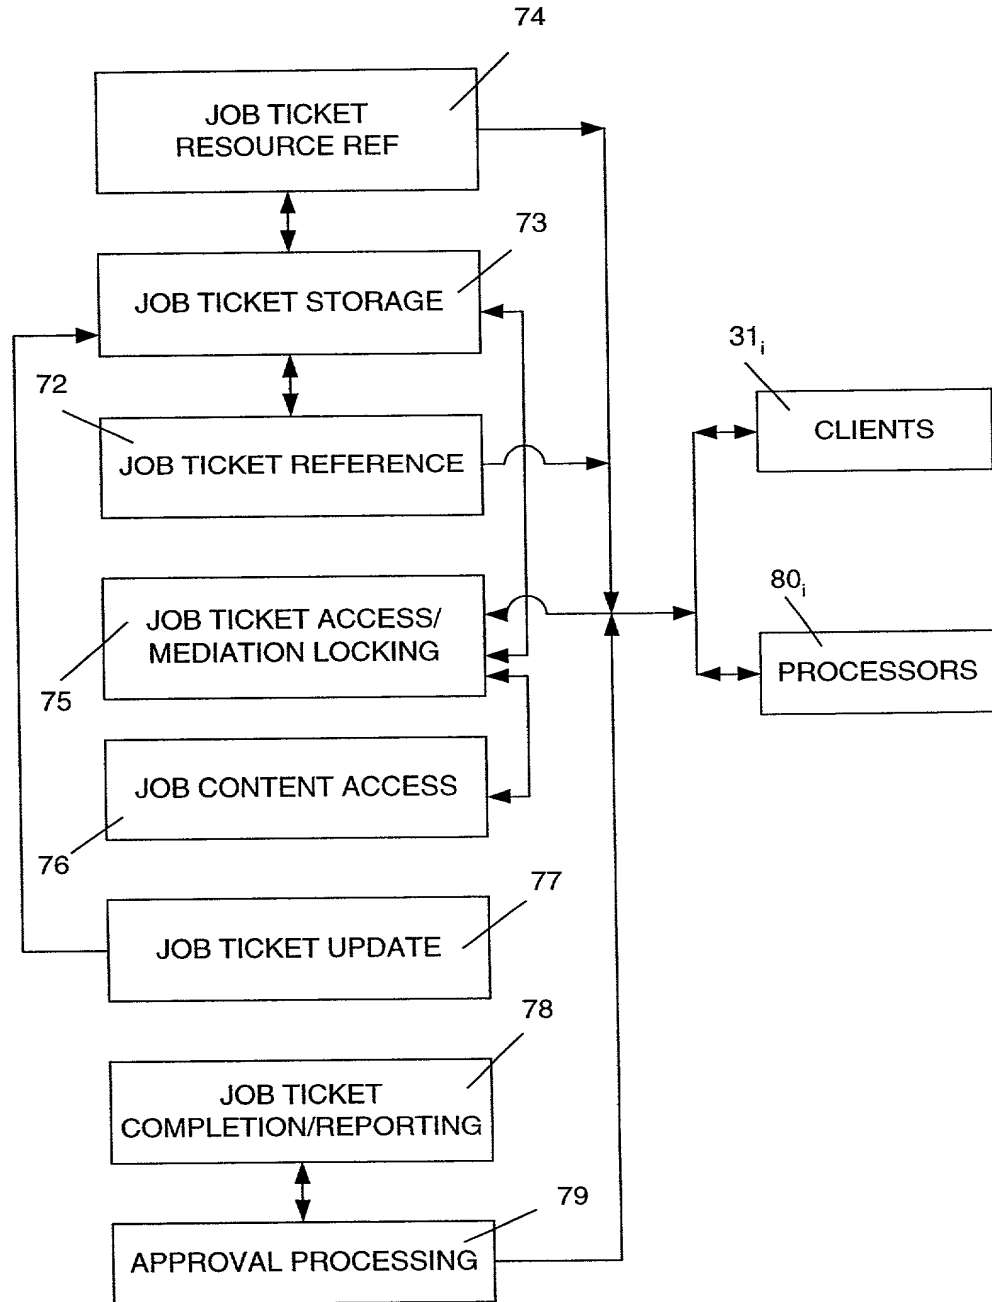 74
JOB TICKET
RESOURCE REF
73
JOB TICKET STORAGE
72
JOB TICKET REFERENCE
31i
CLIENTS
JOB TICKET ACCESS/
MEDIATION LOCKING
75
80i
PROCESSORS
JOB CONTENT ACCESS
76
77
JOB TICKET UPDATE
78
JOB TICKET
COMPLETION/REPORTING
79
APPROVAL PROCESSING